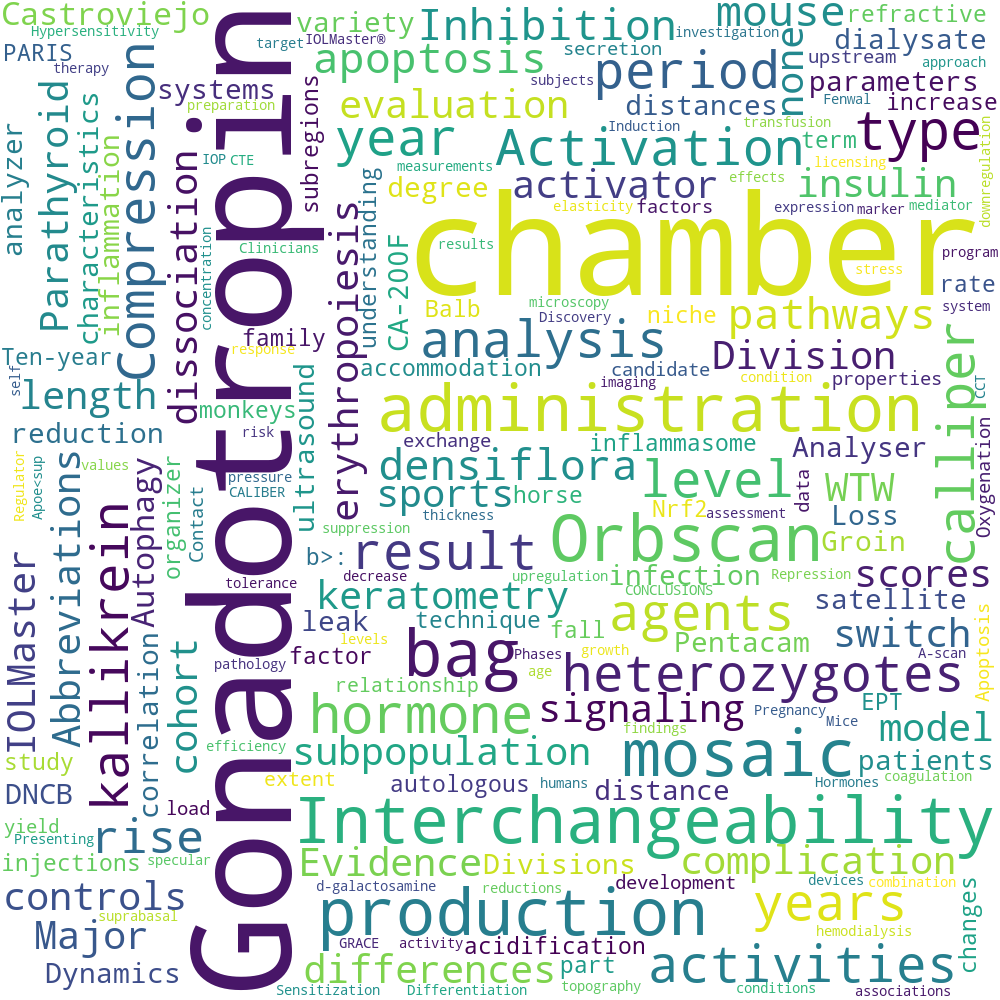 Castroviejo
Hypersensitivity
PARIS
therapy
target
IOLMaster®
variety
Inhibition
investigation
mouse
refractive
dialysate
apoptosis
secretion
subjects
period
none
upstream
approach
parameters
systems
preparation
evaluation
distances
Fenwal
increase
Induction
transfusion
type
analyzer
Parathyroid
characteristics
inflammation
Compression
dissociation
Gonadotropin
IOP
CTE
subregions
year
measurements
Activation
term
licensing
degree
activator
effects
insulin
elasticity
factors
expression
marker
mediator
downregulation
understanding
erythropoiesis
concentration
Clinicians
CA-200F
results
chamber
stress
program
system
rate
microscopy
Balb
Discovery
niche
pathways
family
response
Ten-year
self
length
analysis
accommodation
candidate
Division
imaging
condition
properties
CCT
calliper
monkeys
ultrasound
administration
reduction
risk
exchange
inflammasome
Analyser
Oxygenation
values
Regulator
Apoe<sup
Abbreviations
Autophagy
organizer
Contact
pressure
CALIBER
densiflora
level
data
sports
horse
WTW
Nrf2
assessment
Loss
thickness
suppression
kallikrein
b>:
result
Orbscan
Groin
tolerance
decrease
upregulation
infection
Repression
scores
CONCLUSIONS
keratometry
satellite
IOLMaster
correlation
cohort
leak
technique
agents
switch
levels
fall
Pentacam
Apoptosis
pathology
factor
bag
Phases
growth
A-scan
age
heterozygotes
relationship
signaling
Pregnancy
EPT
hormone
Mice
model
findings
efficiency
subpopulation
mosaic
patients
study
extent
autologous
humans
distance
Hormones
coagulation
DNCB
load
yield
Presenting
rise
Interchangeability
injections
specular
Evidence
Divisions
complication
d-galactosamine
reductions
development
devices
combination
controls
suprabasal
production
years
changes
hemodialysis
Major
GRACE
activity
acidification
Dynamics
differences
part
activities
Sensitization
Differentiation
topography
conditions
associations